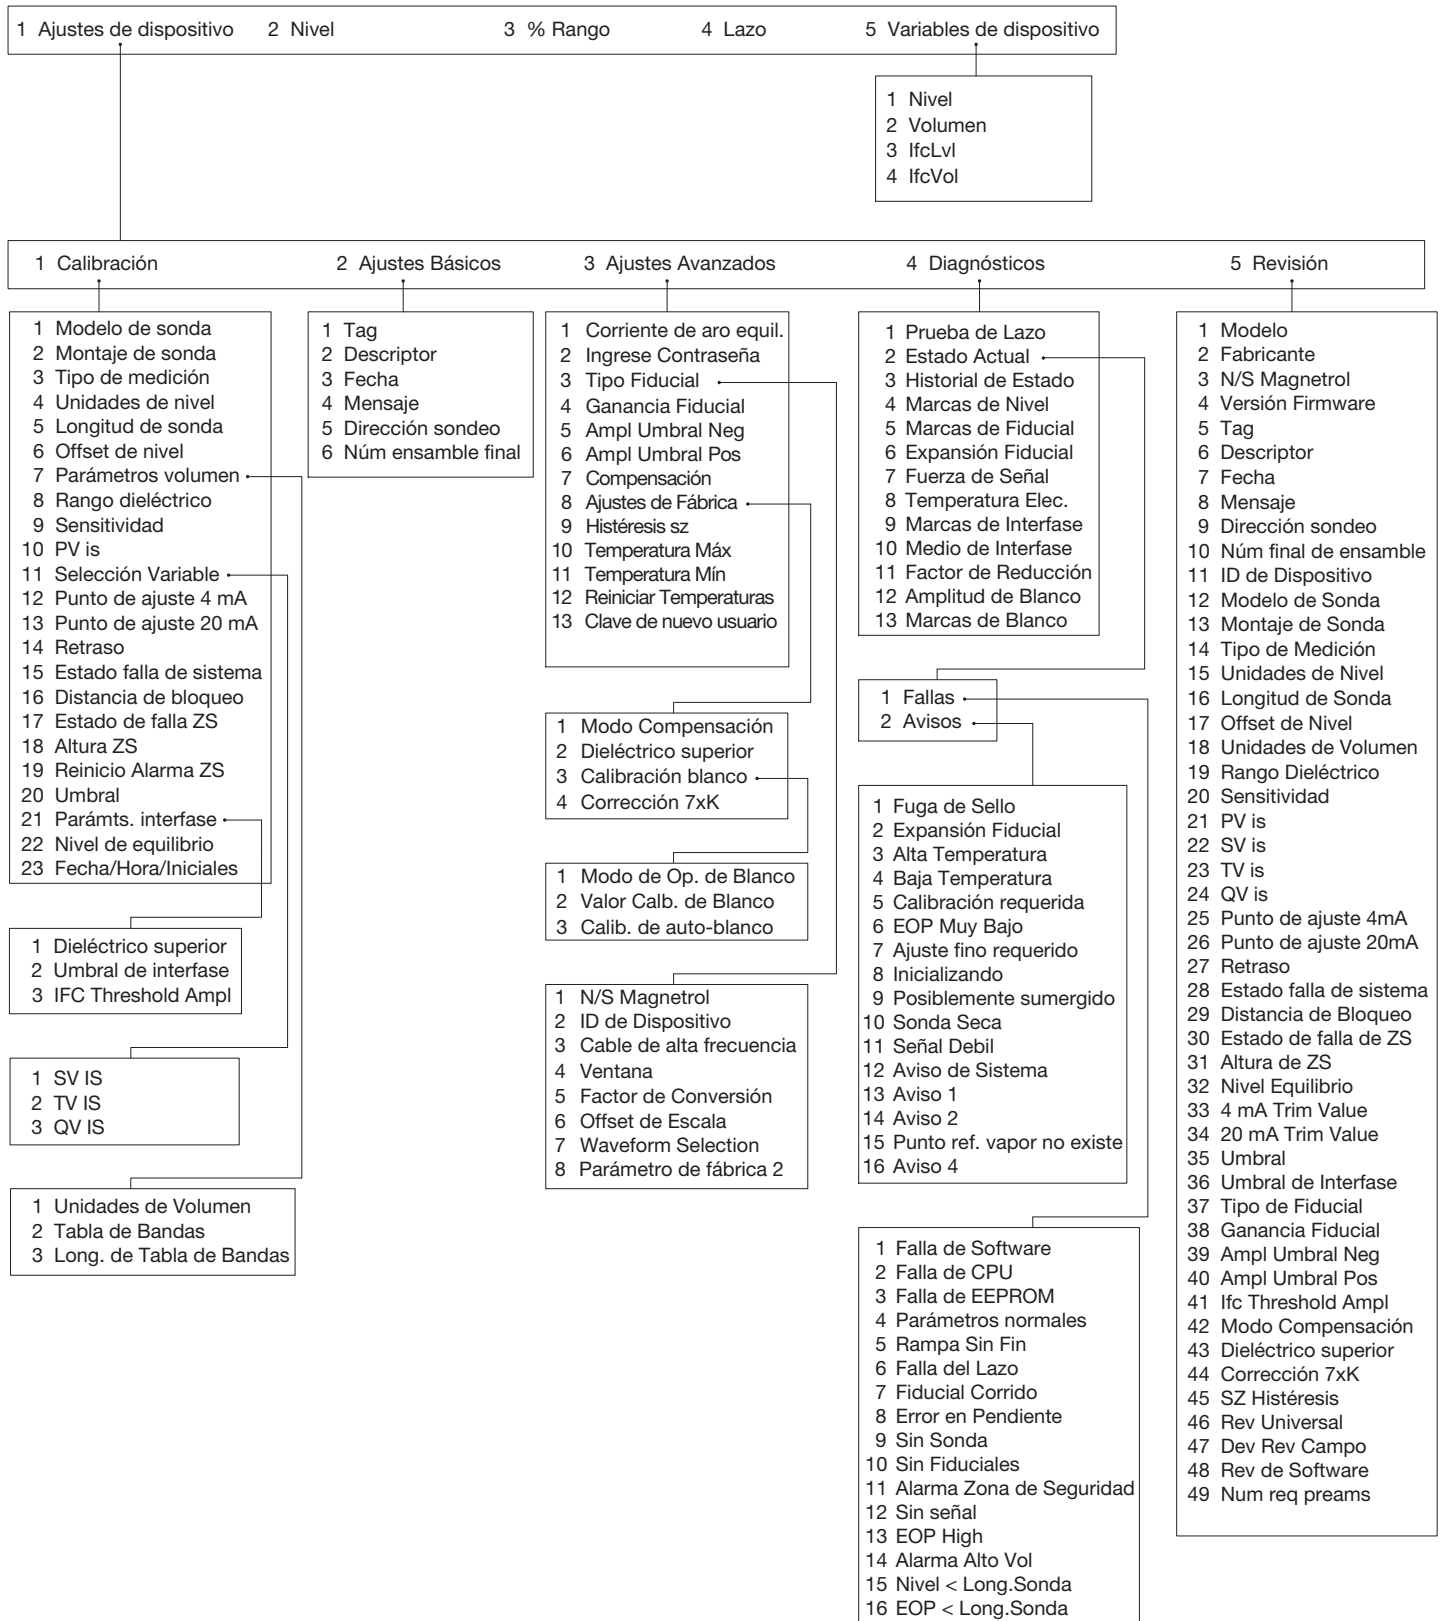 1 Ajustes de dispositivo 2 Nivel 3 % Rango 4 Lazo 5 Variables de dispositivo
1 Nivel
2 Volumen
3 IfcLvl
4 IfcVol
1 Calibración 2 Ajustes Básicos 3 Ajustes Avanzados 4 Diagnósticos 5 Revisión
1 Modelo de sonda
2 Montaje de sonda
3 Tipo de medición
4 Unidades de nivel
5 Longitud de sonda
6 Offset de nivel
7 Parámetros volumen
8 Rango dieléctrico
9 Sensitividad
10 PV is
11 Selección Variable
12 Punto de ajuste 4 mA
13 Punto de ajuste 20 mA
14 Retraso
15 Estado falla de sistema
16 Distancia de bloqueo
17 Estado de falla ZS
18 Altura ZS
19 Reinicio Alarma ZS
20 Umbral
21 Parámts. interfase
22 Nivel de equilibrio
23 Fecha/Hora/Iniciales
1 Dieléctrico superior
2 Umbral de interfase
3 IFC Threshold Ampl
1 SV IS
2 TV IS
3 QV IS
1 Unidades de Volumen
2 Tabla de Bandas
3 Long. de Tabla de Bandas
1 Tag
2 Descriptor
3 Fecha
4 Mensaje
5 Dirección sondeo
6 Núm ensamble final
1 Corriente de aro equil.
2 Ingrese Contraseña
3 Tipo Fiducial
4 Ganancia Fiducial
5 Ampl Umbral Neg
6 Ampl Umbral Pos
7 Compensación
8 Ajustes de Fábrica
9 Histéresis sz
10 Temperatura Máx
11 Temperatura Mín
12 Reiniciar Temperaturas
13 Clave de nuevo usuario
1 Modo Compensación
2 Dieléctrico superior
3 Calibración blanco
4 Corrección 7xK
1 Modo de Op. de Blanco
2 Valor Calb. de Blanco
3 Calib. de auto-blanco
1 N/S Magnetrol
2 ID de Dispositivo
3 Cable de alta frecuencia
4 Ventana
5 Factor de Conversión
6 Offset de Escala
7 Waveform Selection
8 Parámetro de fábrica 2
1 Prueba de Lazo
2 Estado Actual
3 Historial de Estado
4 Marcas de Nivel
5 Marcas de Fiducial
6 Expansión Fiducial
7 Fuerza de Señal
8 Temperatura Elec.
9 Marcas de Interfase
10 Medio de Interfase
11 Factor de Reducción
12 Amplitud de Blanco
13 Marcas de Blanco
1 Fallas
2 Avisos
1 Fuga de Sello
2 Expansión Fiducial
3 Alta Temperatura
4 Baja Temperatura
5 Calibración requerida
6 EOP Muy Bajo
7 Ajuste fino requerido
8 Inicializando
9 Posiblemente sumergido
10 Sonda Seca
11 Señal Debil
12 Aviso de Sistema
13 Aviso 1
14 Aviso 2
15 Punto ref. vapor no existe
16 Aviso 4
1 Falla de Software
2 Falla de CPU
3 Falla de EEPROM
4 Parámetros normales
5 Rampa Sin Fin
6 Falla del Lazo
7 Fiducial Corrido
8 Error en Pendiente
9 Sin Sonda
10 Sin Fiduciales
11 Alarma Zona de Seguridad
12 Sin señal
13 EOP High
14 Alarma Alto Vol
15 Nivel < Long.Sonda
16 EOP < Long.Sonda
1 Modelo
2 Fabricante
3 N/S Magnetrol
4 Versión Firmware
5 Tag
6 Descriptor
7 Fecha
8 Mensaje
9 Dirección sondeo
10 Núm final de ensamble
11 ID de Dispositivo
12 Modelo de Sonda
13 Montaje de Sonda
14 Tipo de Medición
15 Unidades de Nivel
16 Longitud de Sonda
17 Offset de Nivel
18 Unidades de Volumen
19 Rango Dieléctrico
20 Sensitividad
21 PV is
22 SV is
23 TV is
24 QV is
25 Punto de ajuste 4mA
26 Punto de ajuste 20mA
27 Retraso
28 Estado falla de sistema
29 Distancia de Bloqueo
30 Estado de falla de ZS
31 Altura de ZS
32 Nivel Equilibrio
33 4 mA Trim Value
34 20 mA Trim Value
35 Umbral
36 Umbral de Interfase
37 Tipo de Fiducial
38 Ganancia Fiducial
39 Ampl Umbral Neg
40 Ampl Umbral Pos
41 Ifc Threshold Ampl
42 Modo Compensación
43 Dieléctrico superior
44 Corrección 7xK
45 SZ Histéresis
46 Rev Universal
47 Dev Rev Campo
48 Rev de Software
49 Num req preams